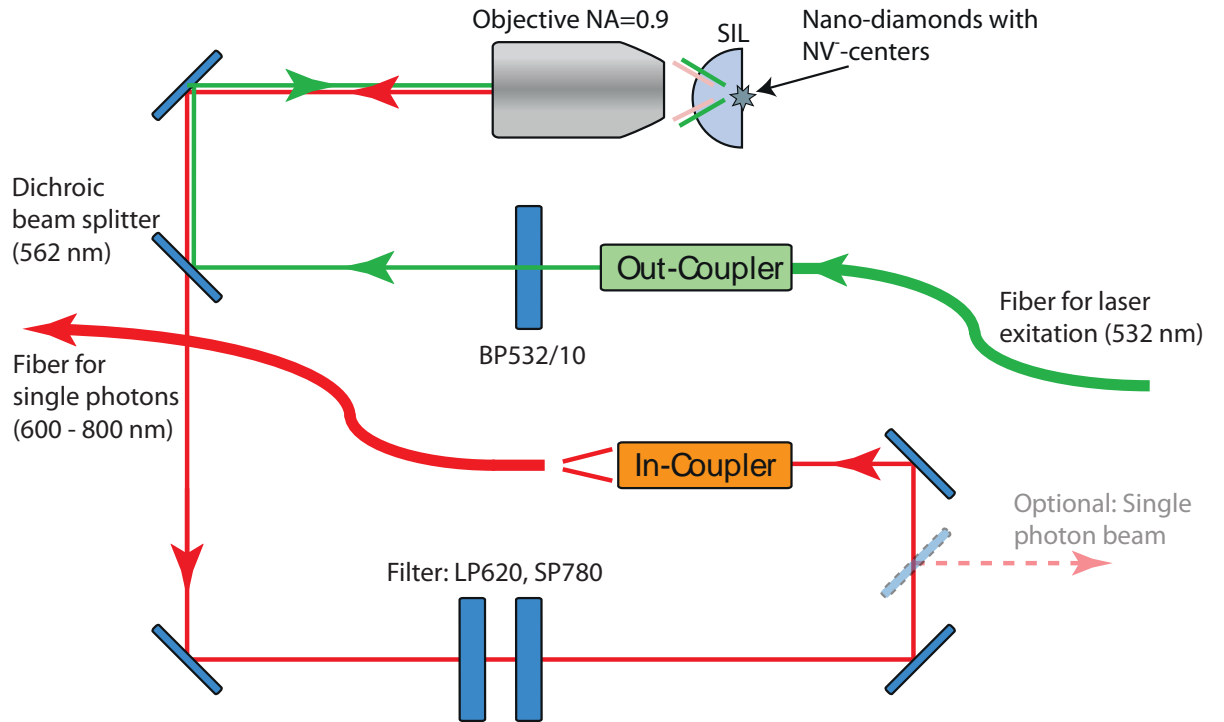 Objective NA=0.9
SIL
Nano-diamonds with
NV⁻-centers
Dichroic
beam splitter
(562 nm)
Out-Coupler
BP532/10
Fiber for laser
exitation (532 nm)
Fiber for
single photons
(600 - 800 nm)
In-Coupler
Optional: Single
photon beam
Filter: LP620, SP780